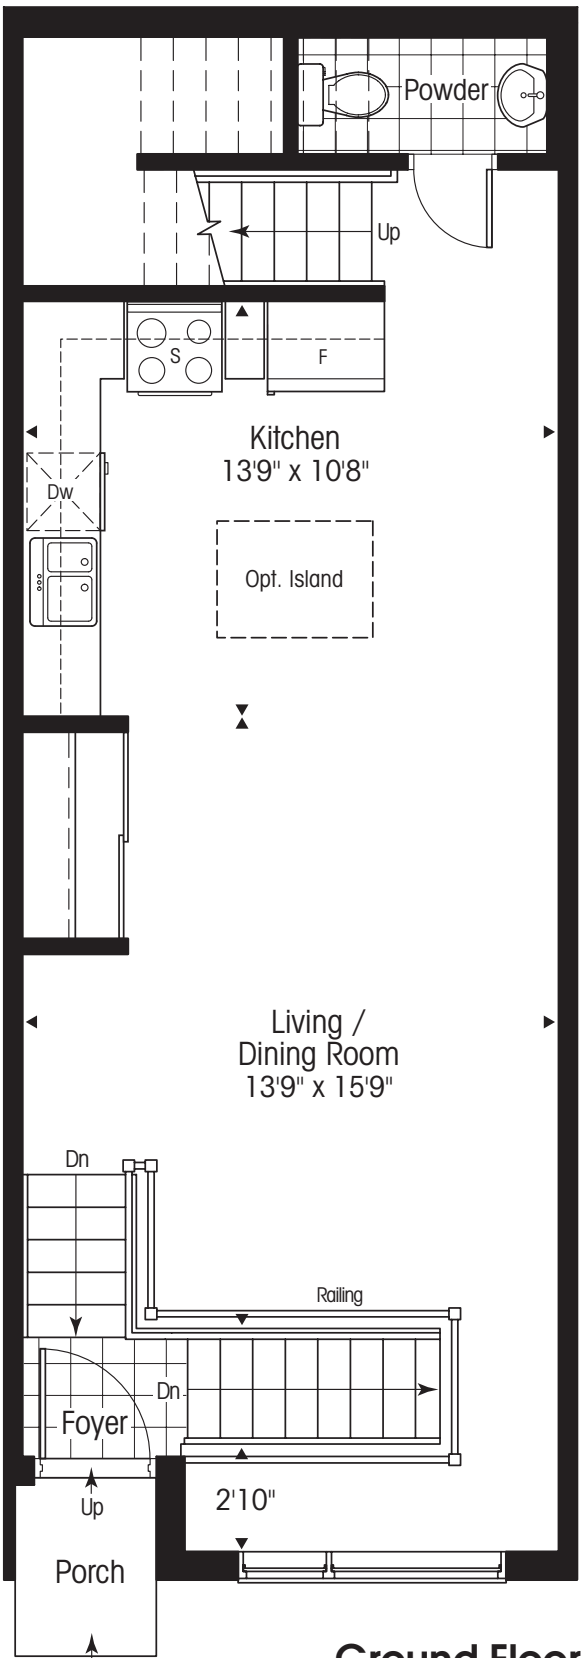 Powder
Up
S
F
Kitchen
13'9" x 10'8"
Dw
Opt. Island
Living /
Dining Room
13'9" x 15'9"
Dn
Railing
Dn
Foyer
2'10"
Up
Porch
Ground Floor